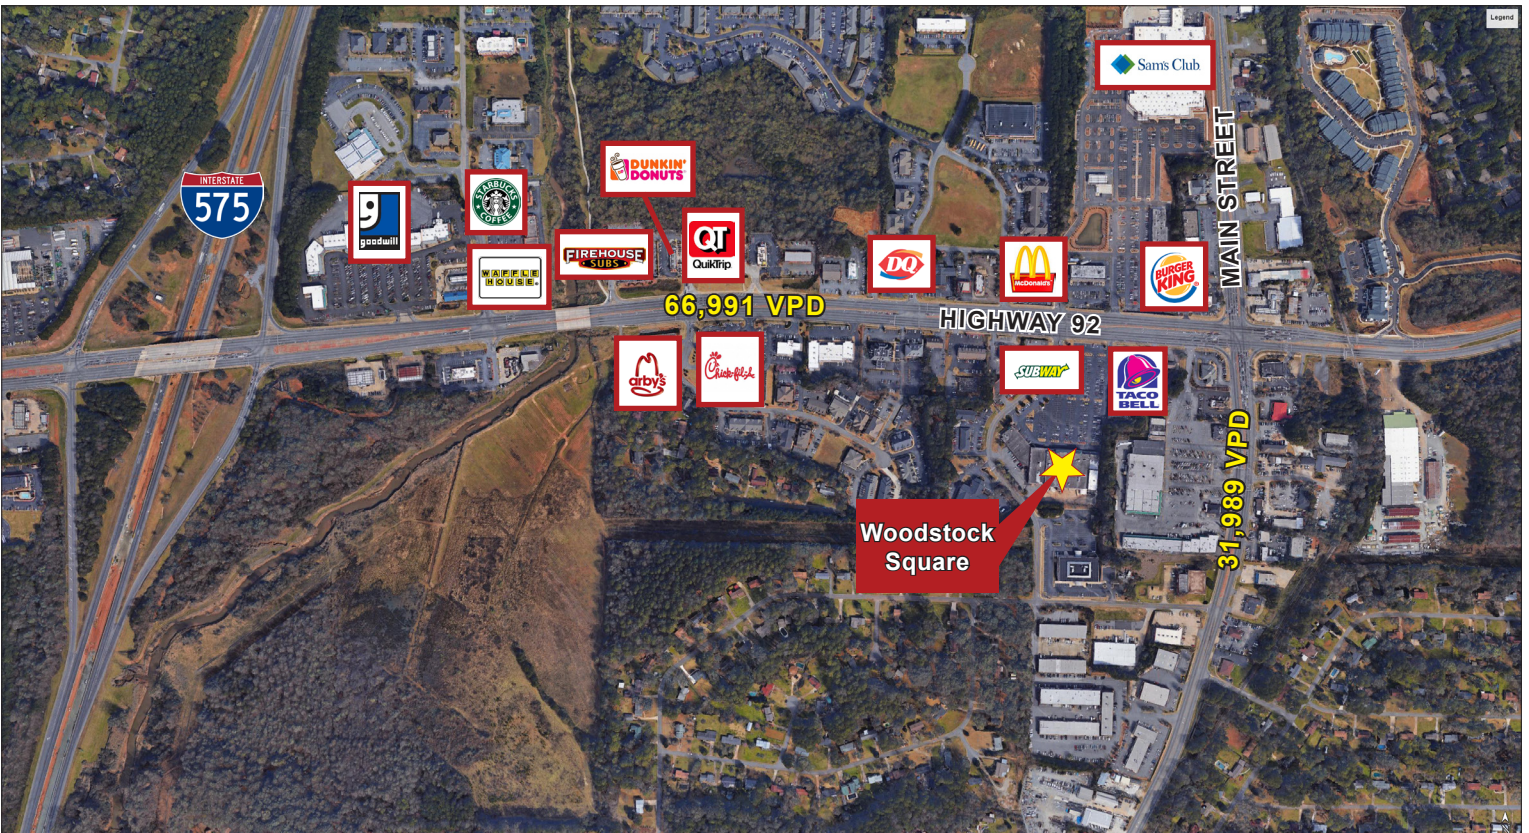 Legend
Sam's Club
MAIN STREET
INTERSTATE
575
goodwill
STARBUCKS
COFFEE
DUNKIN'
DONUTS
QT
QuikTrip
WAFFLE
HOUSE
FIREHOUSE
SUBS
DQ
McDonald's
BURGER
KING
66,991 VPD
HIGHWAY 92
arby's
Chick-fil-A
SUBWAY
TACO
BELL
31,989 VPD
Woodstock
Square